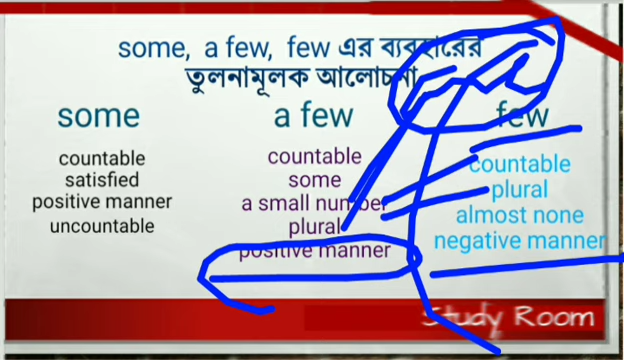 some, a few, few এর ব্যবহারের
তুলনামূলক আলোচনা
some
countable
satisfied
positive manner
uncountable
a few
countable
some
a small number
plural
positive manner
few
countable
plural
almost none
negative manner
Study Room